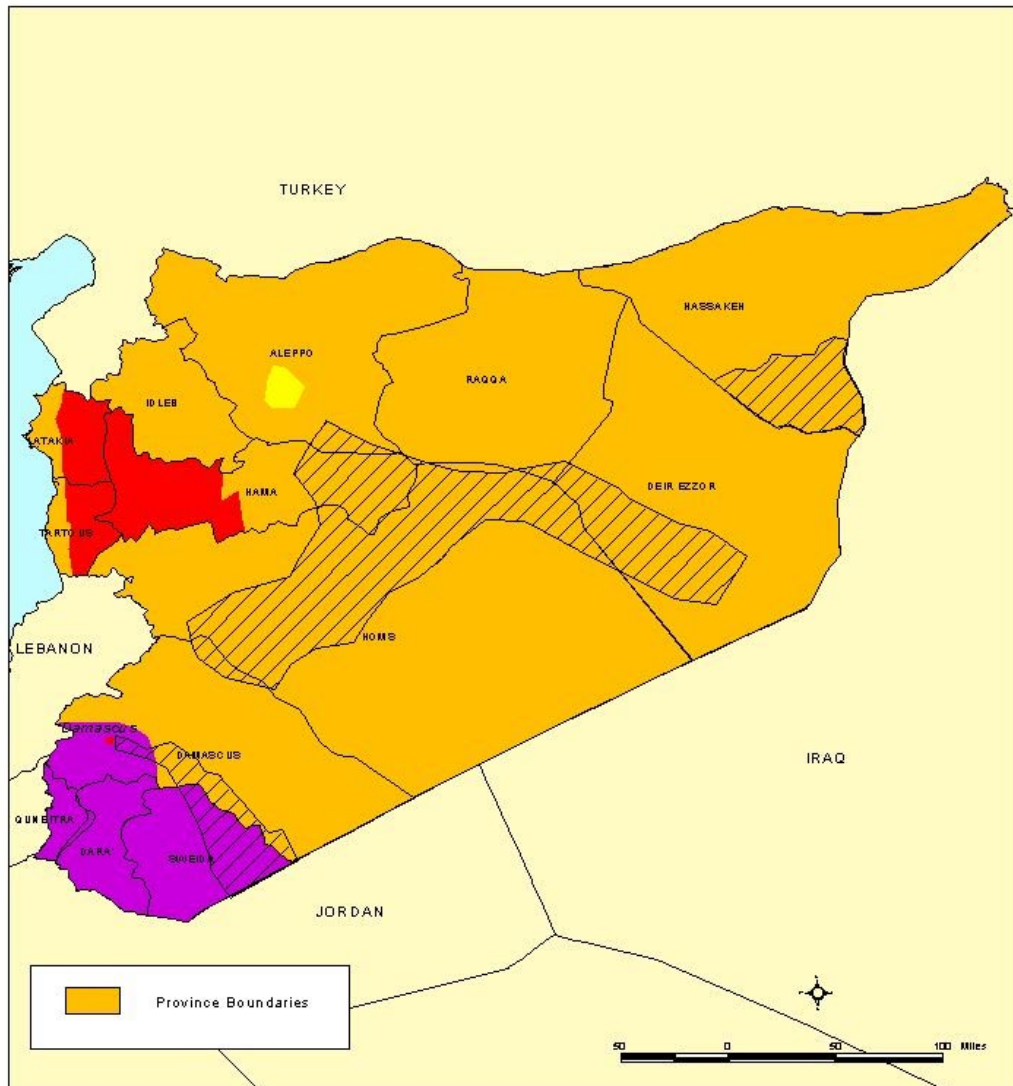 TURKEY
HASSAKEH
ALEPPO
RAQQA
IDLEB
LATAKIA
DEIR EZZOR
HAMA
TARTOUS
HOMS
LEBANON
Damascus
DAMASCUS
IRAQ
QUNEITRA
DARA'
SWEIDA
JORDAN
Province Boundaries
50 0 50 100 Miles